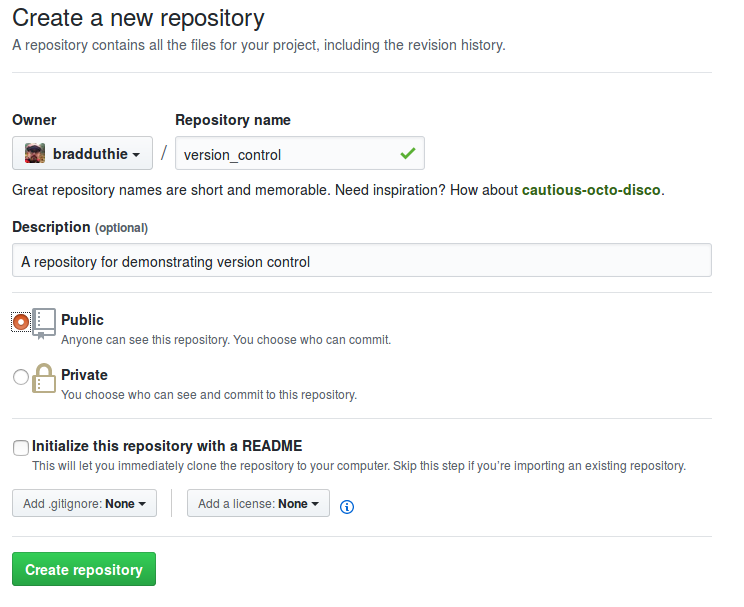 Create a new repository
A repository contains all the files for your project, including the revision history.
Owner
Repository name
bradduthie
/
version_control
Great repository names are short and memorable. Need inspiration? How about cautious-octo-disco.
Description (optional)
A repository for demonstrating version control
Public
Anyone can see this repository. You choose who can commit.
Private
You choose who can see and commit to this repository.
Initialize this repository with a README
This will let you immediately clone the repository to your computer. Skip this step if you’re importing an existing repository.
Add .gitignore: None
Add a license: None
Create repository